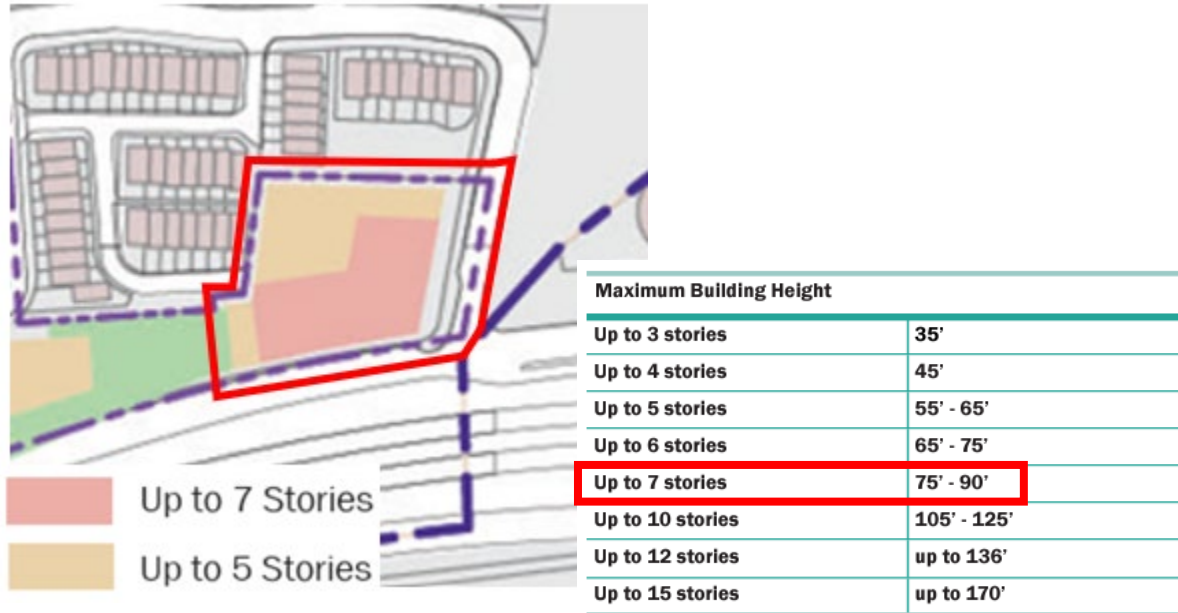 Up to 7 Stories
Up to 5 Stories
Maximum Building Height
Up to 3 stories 35’
Up to 4 stories 45’
Up to 5 stories 55’ - 65’
Up to 6 stories 65’ - 75’
Up to 7 stories 75’ - 90’
Up to 10 stories 105’ - 125’
Up to 12 stories up to 136’
Up to 15 stories up to 170’